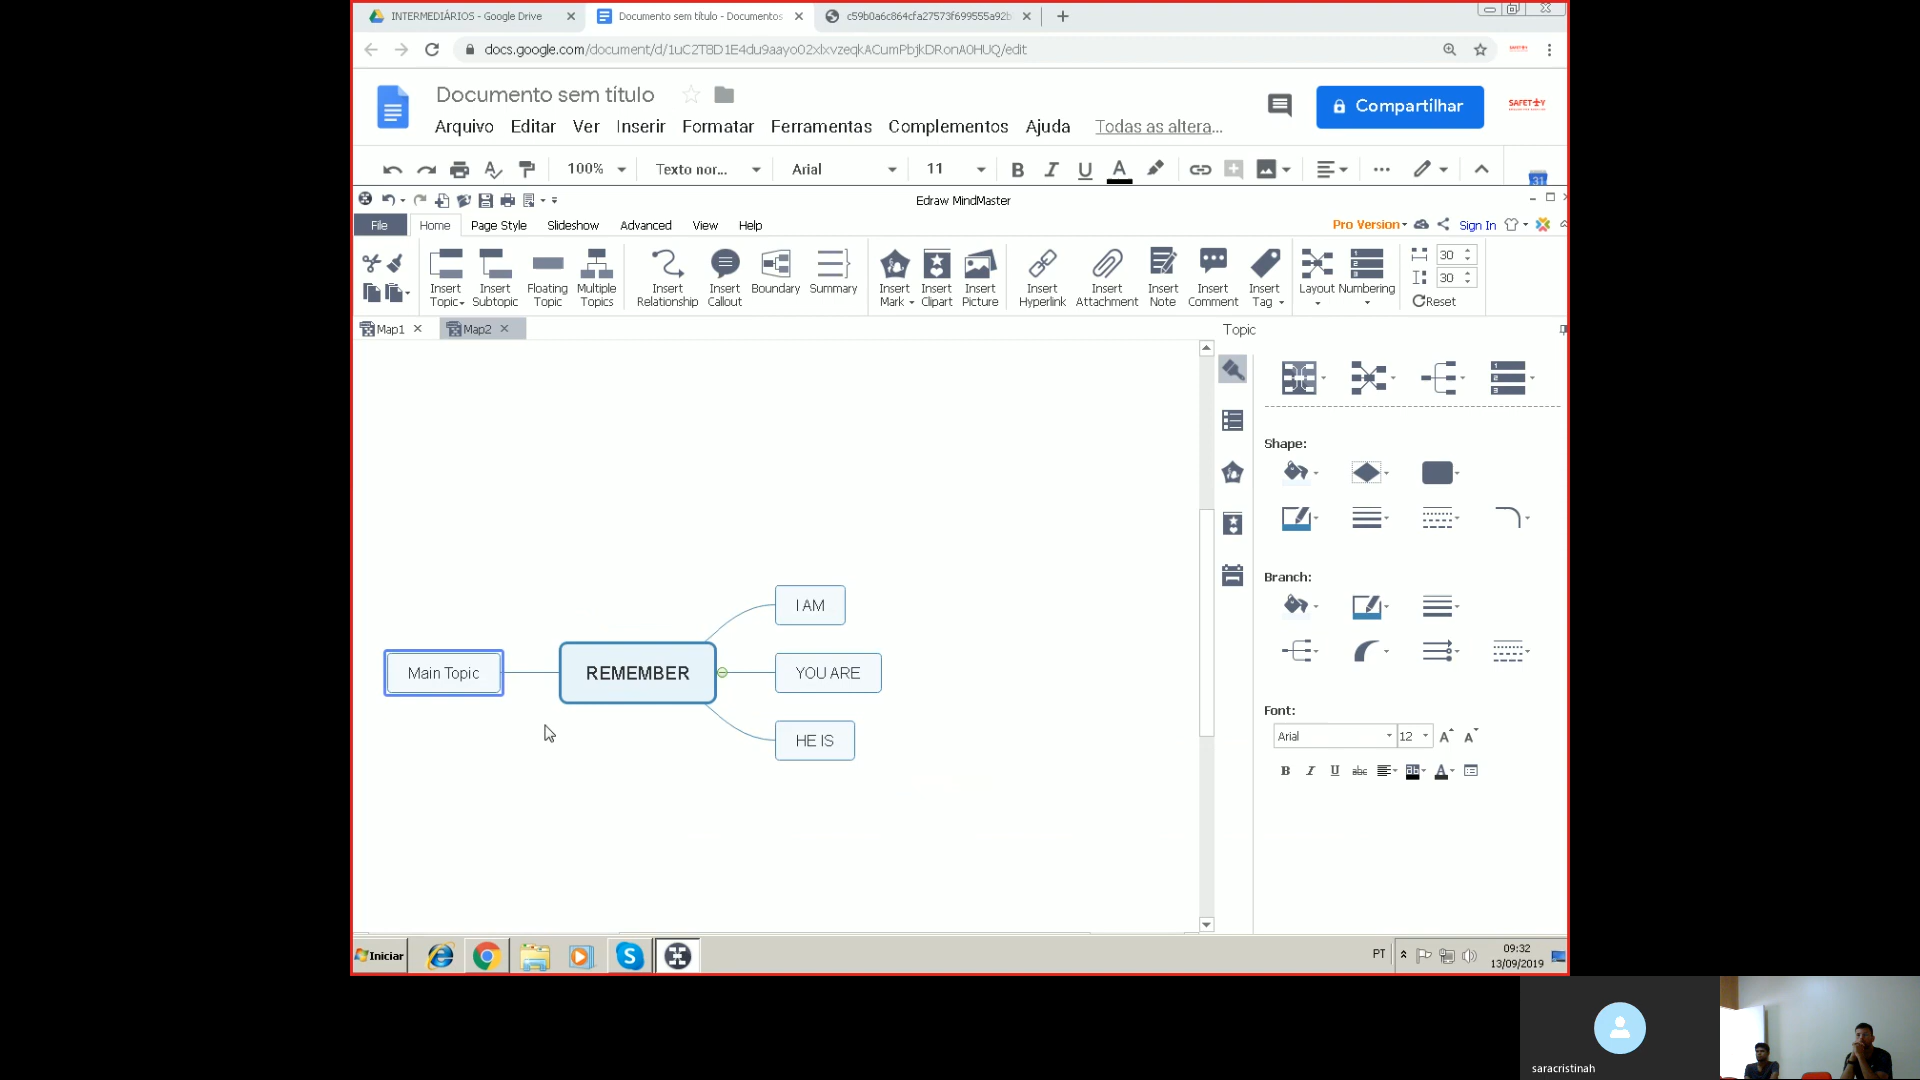 INTERMEDIÁRIOS - Google Drive
Documento sem título - Documentos
c59b0a6c864cfa27573f699555a92b
docs.google.com/document/d/1uC2T8D1E4du9aayo02xlxvzeqkACumPbjkDRonA0HUQ/edit
Documento sem título
Compartilhar
SAFETY
Arquivo Editar Ver Inserir Formatar Ferramentas Complementos Ajuda Todas as altera...
100% Texto nor... Arial 11
31
Edraw MindMaster
File Home Page Style Slideshow Advanced View Help
Pro Version Sign In
Insert Topic
Insert Subtopic
Floating Topic
Multiple Topics
Insert Relationship
Insert Callout
Boundary
Summary
Insert Mark
Insert Clipart
Insert Picture
Insert Hyperlink
Insert Attachment
Insert Note
Insert Comment
Insert Tag
Layout
Numbering
30
30
Reset
Map1 Map2
Topic
Shape:
Branch:
Font:
Arial 12
I AM
Main Topic
REMEMBER
YOU ARE
HE IS
Iniciar
PT
09:32
13/09/2019
saracristinah